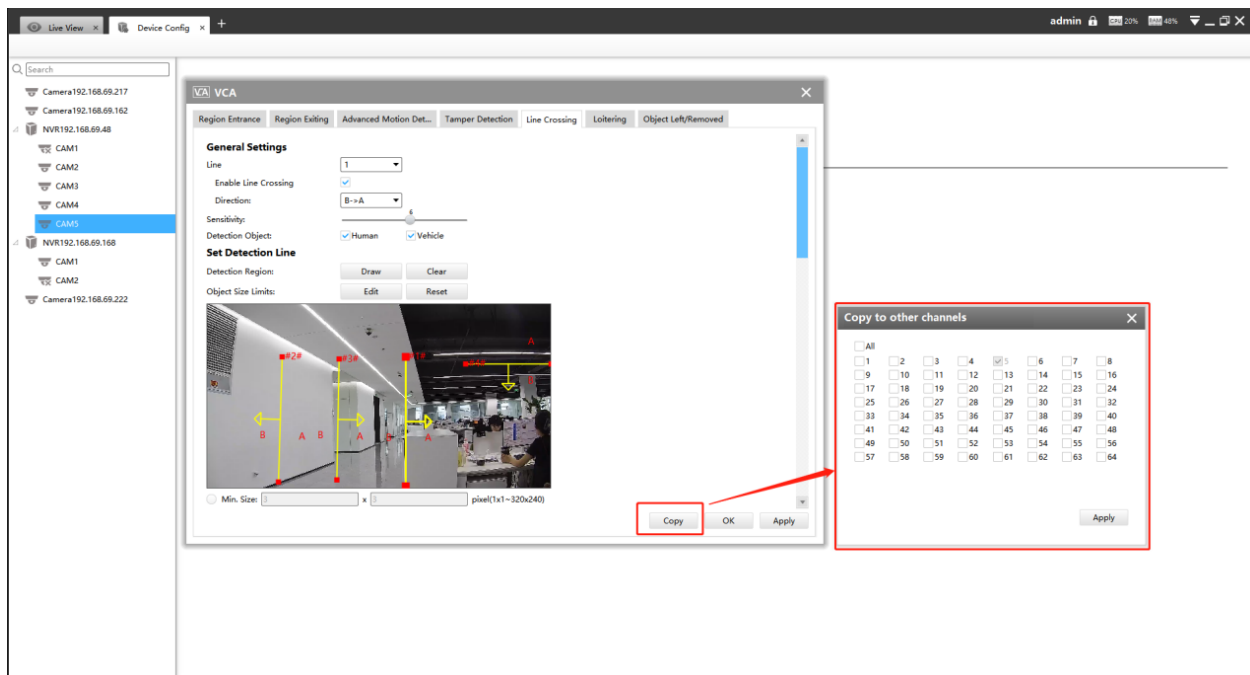 Live View × Device Config × + admin CPU 20% RAM 48%
Search
Camera192.168.69.217
Camera192.168.69.162
NVR192.168.69.48
CAM1
CAM2
CAM3
CAM4
CAM5
NVR192.168.69.168
CAM1
CAM2
Camera192.168.69.222
VCA VCA
Region Entrance Region Exiting Advanced Motion Det... Tamper Detection Line Crossing Loitering Object Left/Removed
General Settings
Line 1
Enable Line Crossing
Direction: B->A
6
Sensitivity:
Detection Object: Human Vehicle
Set Detection Line
Detection Region: Draw Clear
Object Size Limits: Edit Reset
A
#2# #3# #1# #4#
B
B A B A B A
Min. Size: 3 x 3 pixel(1x1~320x240)
Copy OK Apply
Copy to other channels
All
1 2 3 4 5 6 7 8
9 10 11 12 13 14 15 16
17 18 19 20 21 22 23 24
25 26 27 28 29 30 31 32
33 34 35 36 37 38 39 40
41 42 43 44 45 46 47 48
49 50 51 52 53 54 55 56
57 58 59 60 61 62 63 64
Apply